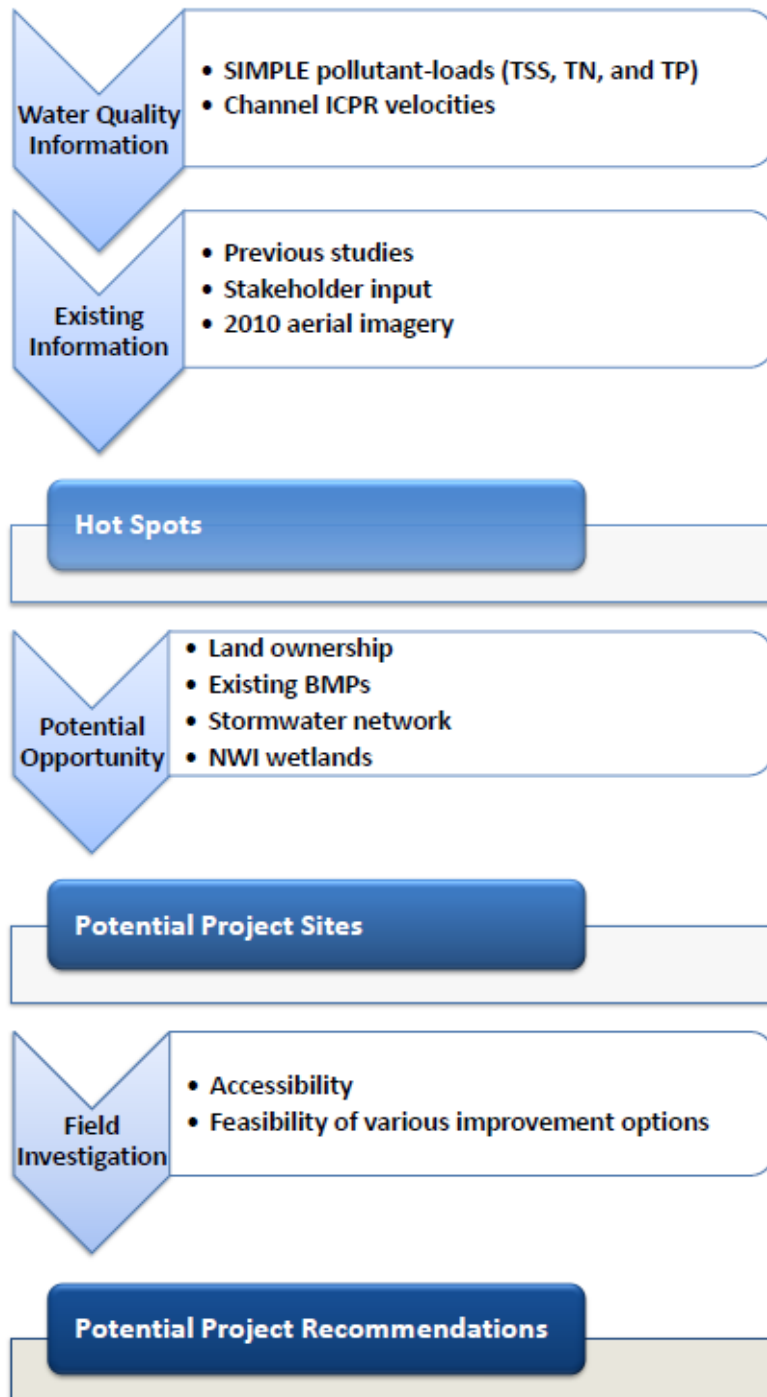 Water Quality
Information
• SIMPLE pollutant-loads (TSS, TN, and TP)
• Channel ICPR velocities
Existing
Information
• Previous studies
• Stakeholder input
• 2010 aerial imagery
Hot Spots
Potential
Opportunity
• Land ownership
• Existing BMPs
• Stormwater network
• NWI wetlands
Potential Project Sites
Field
Investigation
• Accessibility
• Feasibility of various improvement options
Potential Project Recommendations